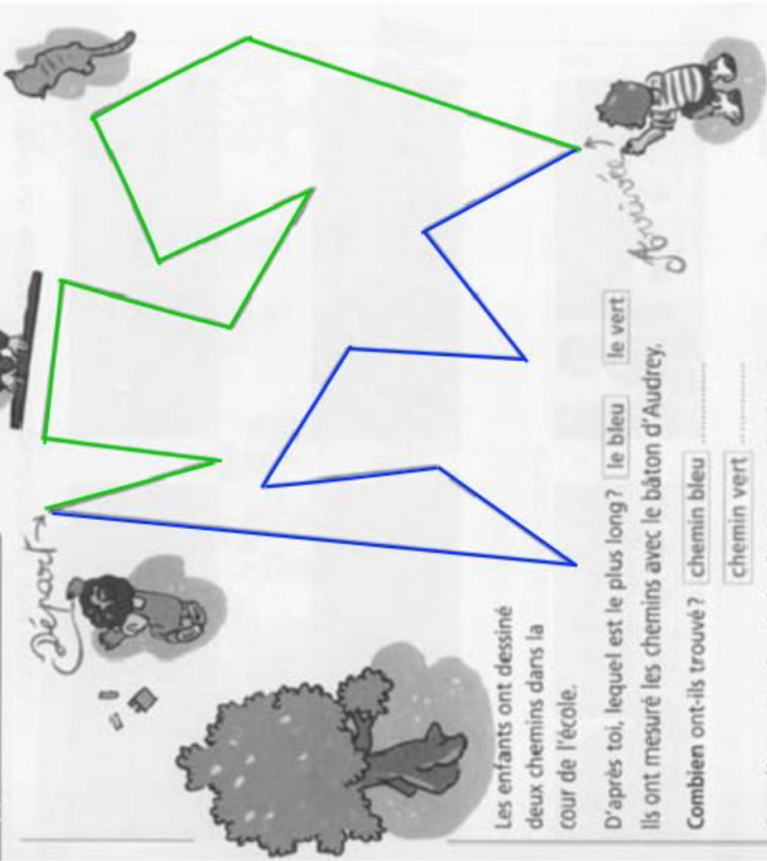 Départ
Arrivée
Les enfants ont dessiné
deux chemins dans la
cour de l'école.
D'après toi, lequel est le plus long ? le bleu le vert
Ils ont mesuré les chemins avec le bâton d'Audrey.
Combien ont-ils trouvé ? chemin bleu ............
chemin vert ............